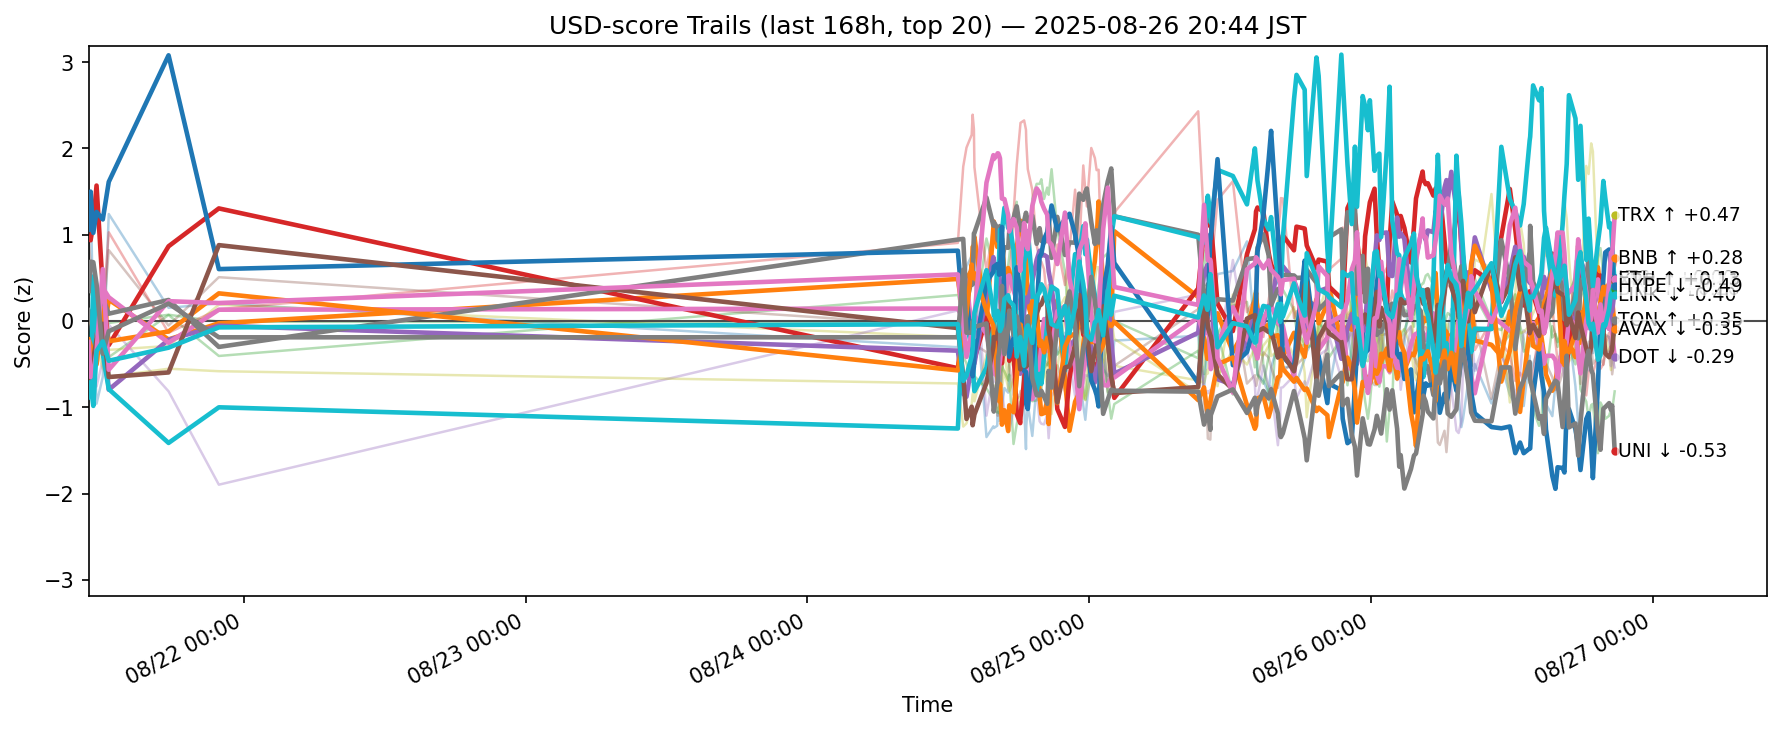 USD-score Trails (last 168h, top 20) — 2025-08-26 20:44 JST
3
2
1
0
−1
−2
−3
Score (z)
TRX ↑ +0.47
BNB ↑ +0.28
HYPE ↓ -0.49
LINK ↓ -0.40
TON ↑ +0.35
AVAX ↓ -0.35
DOT ↓ -0.29
UNI ↓ -0.53
08/22 00:00
08/23 00:00
08/24 00:00
08/25 00:00
08/26 00:00
08/27 00:00
Time